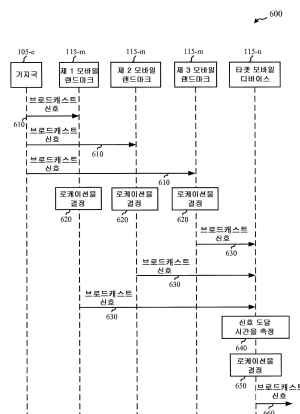 600
105-e
115-m
115-m
115-m
115-n
기지국
제 1 모바일
랜드마크
제 2 모바일
랜드마크
제 3 모바일
랜드마크
타겟 모바일
디바이스
브로드캐스트
신호
610
브로드캐스트
신호
610
브로드캐스트
신호
610
로케이션을
결정
620
로케이션을
결정
620
로케이션을
결정
620
브로드캐스트
신호
630
브로드캐스트
신호
630
브로드캐스트
신호
630
신호 도달
시간을 측정
640
로케이션을
결정
650
브로드캐스트
신호
660